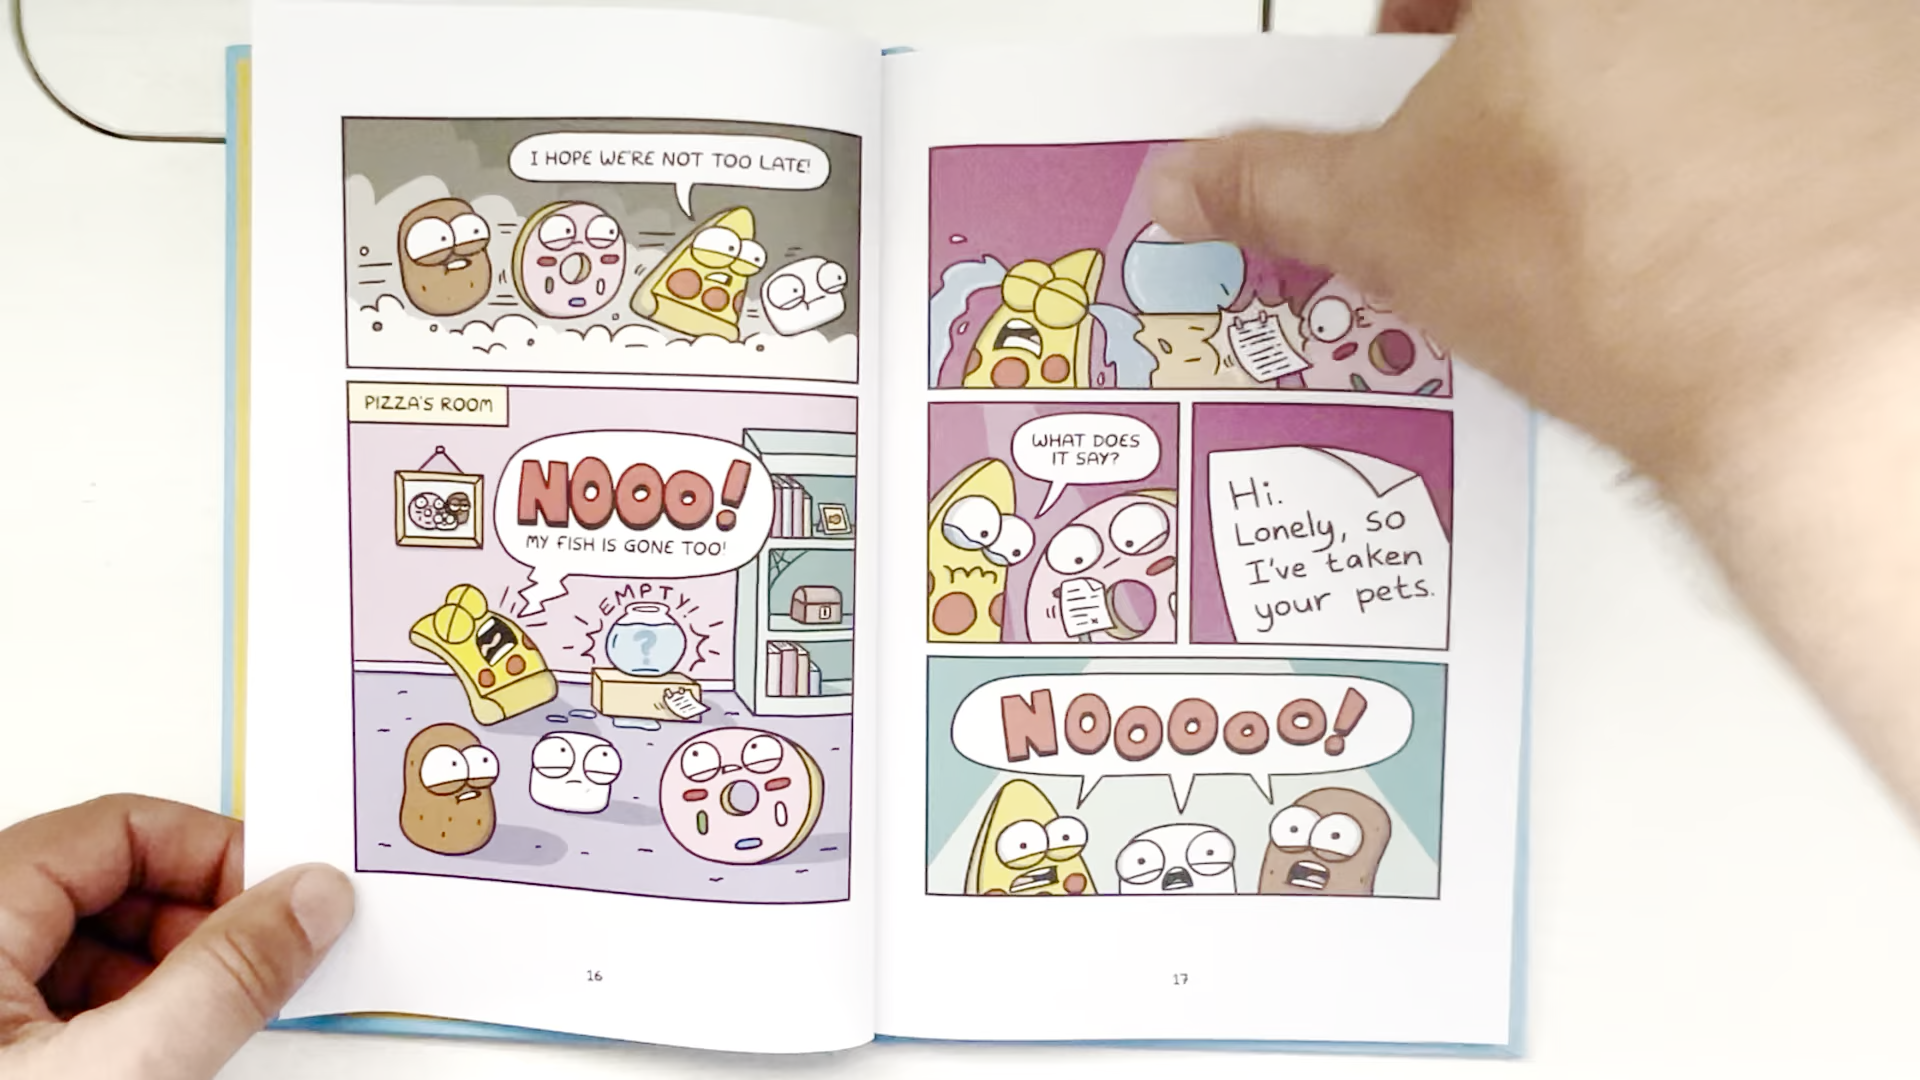 I HOPE WE'RE NOT TOO LATE!
PIZZA'S ROOM
NOOO!
MY FISH IS GONE TOO!
EMPTY!
?
16
WHAT DOES
IT SAY?
Hi.
Lonely, so
I've taken
your pets.
NOOOOOO!
17